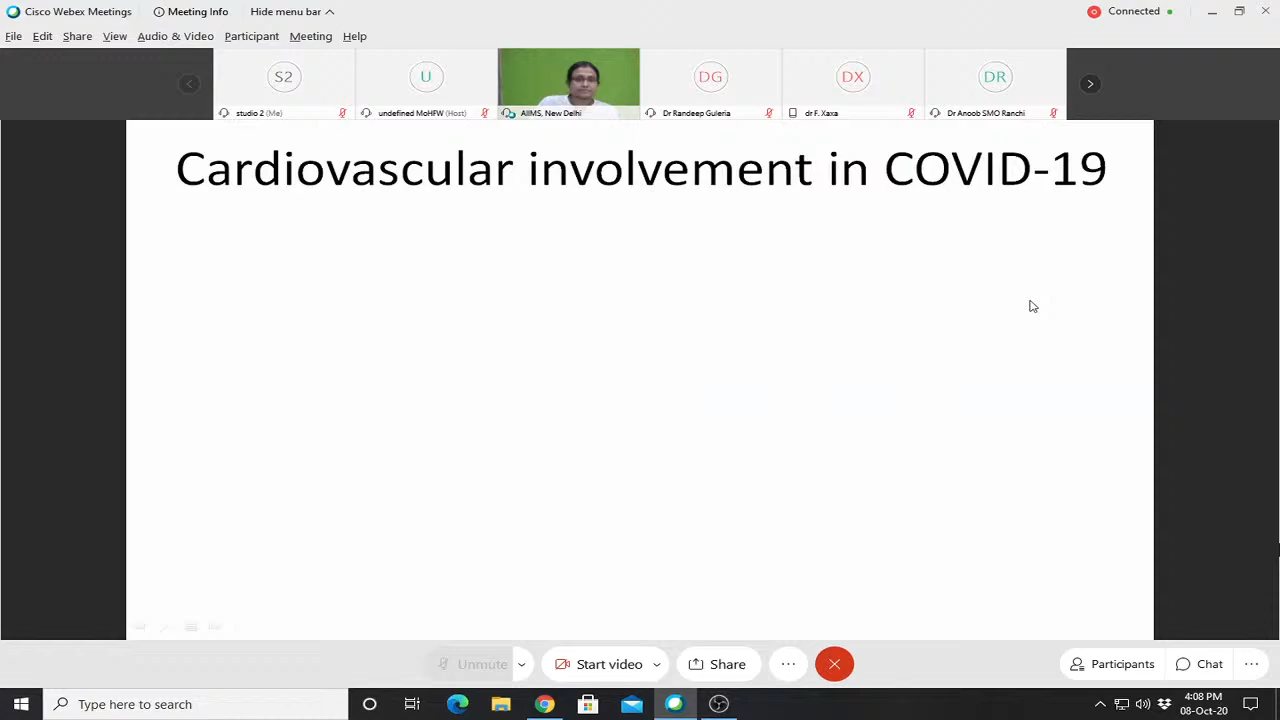 Cisco Webex Meetings
Meeting Info
Hide menu bar
Connected
File Edit Share View Audio & Video Participant Meeting Help
S2 U DG DX DR
studio 2 (Me) undefined MoHFW (Host) AIIMS, New Delhi Dr Randeep Guleria dr F. Xaxa Dr Anoob SMO Ranchi
Cardiovascular involvement in COVID-19
Unmute Start video Share Participants Chat
Type here to search
4:08 PM
08-Oct-20